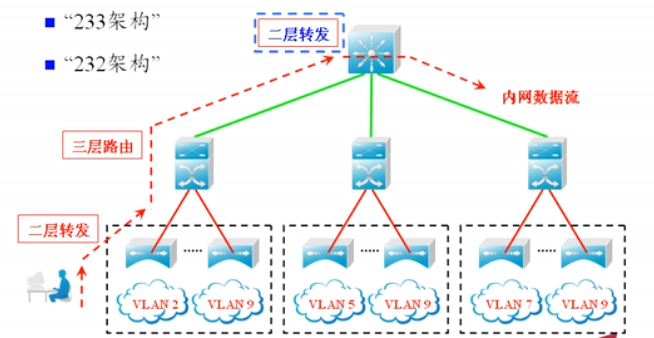 “233架构”
“232架构”
二层转发
内网数据流
三层路由
二层转发
VLAN 2
VLAN 9
VLAN 5
VLAN 9
VLAN 7
VLAN 9